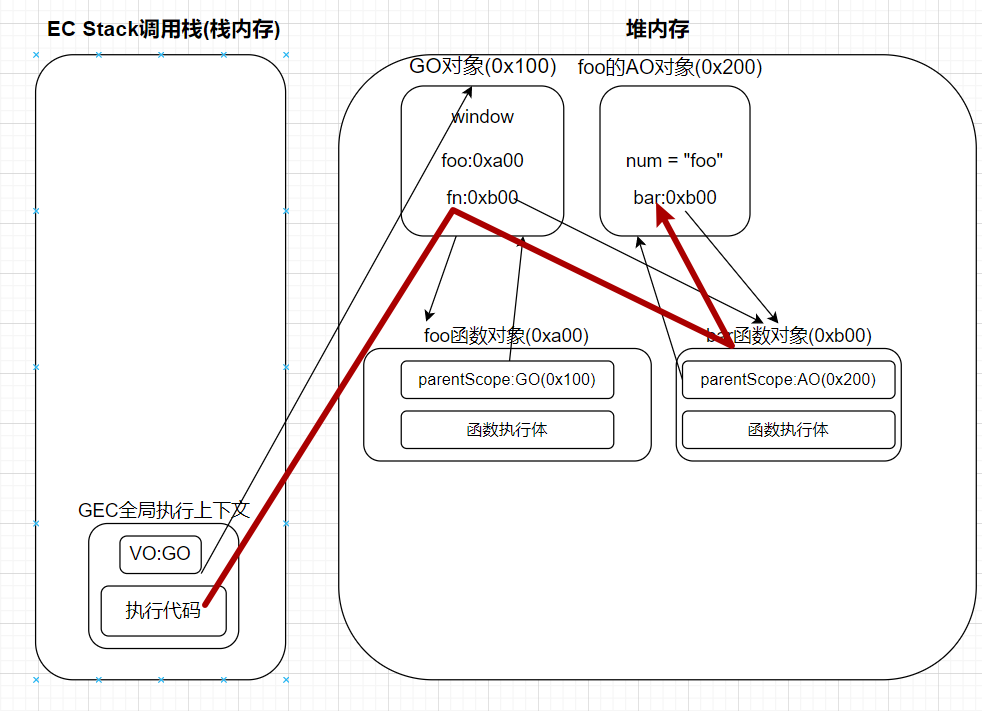 EC Stack调用栈(栈内存)
堆内存
GO对象(0x100)
foo的AO对象(0x200)
window
foo:0xa00
fn:0xb00
num = "foo"
bar:0xb00
foo函数对象(0xa00)
parentScope:GO(0x100)
函数执行体
bar函数对象(0xb00)
parentScope:AO(0x200)
函数执行体
GEC全局执行上下文
VO:GO
执行代码